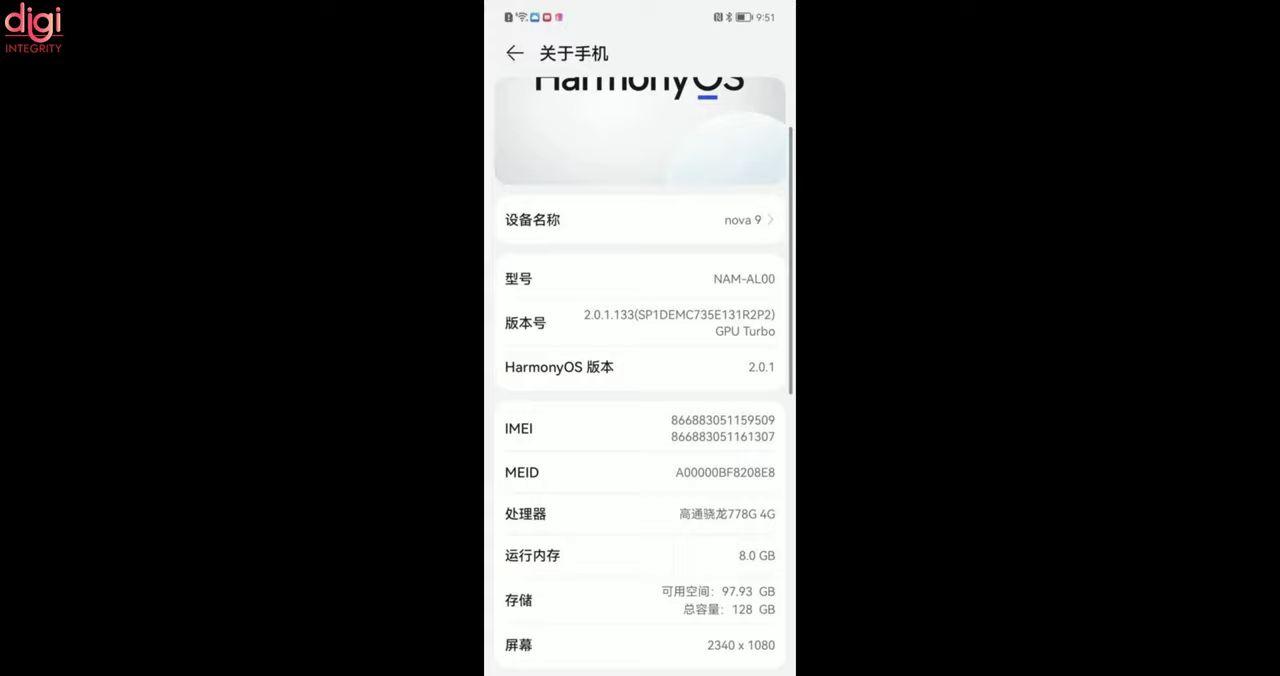 digi
INTEGRITY
9:51
关于手机
HarmonyOS
设备名称 nova 9
型号 NAM-AL00
版本号 2.0.1.133(SP1DEMC735E131R2P2)
GPU Turbo
HarmonyOS 版本 2.0.1
IMEI 866883051159509
866883051161307
MEID A00000BF8208E8
处理器 高通骁龙778G 4G
运行内存 8.0 GB
存储 可用空间: 97.93 GB
总容量: 128 GB
屏幕 2340 x 1080